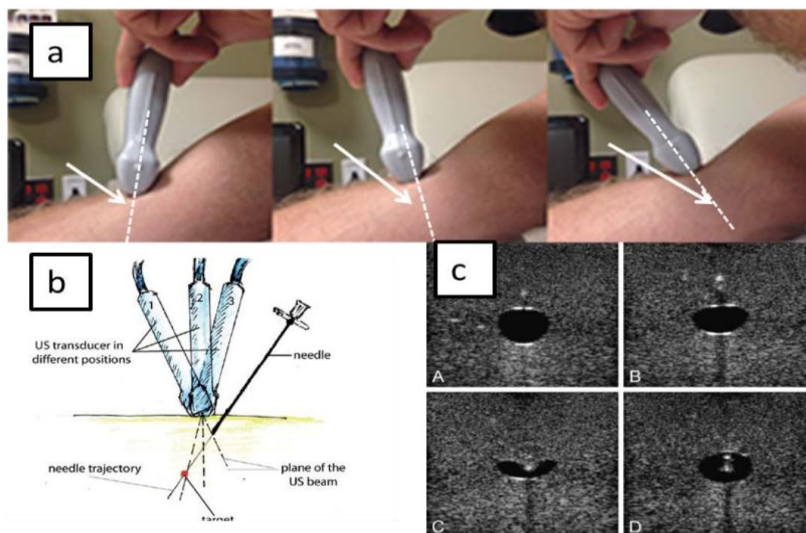 a
b
c
1
2
3
US transducer in
different positions
needle
needle trajectory
plane of the
US beam
target
A
B
C
D